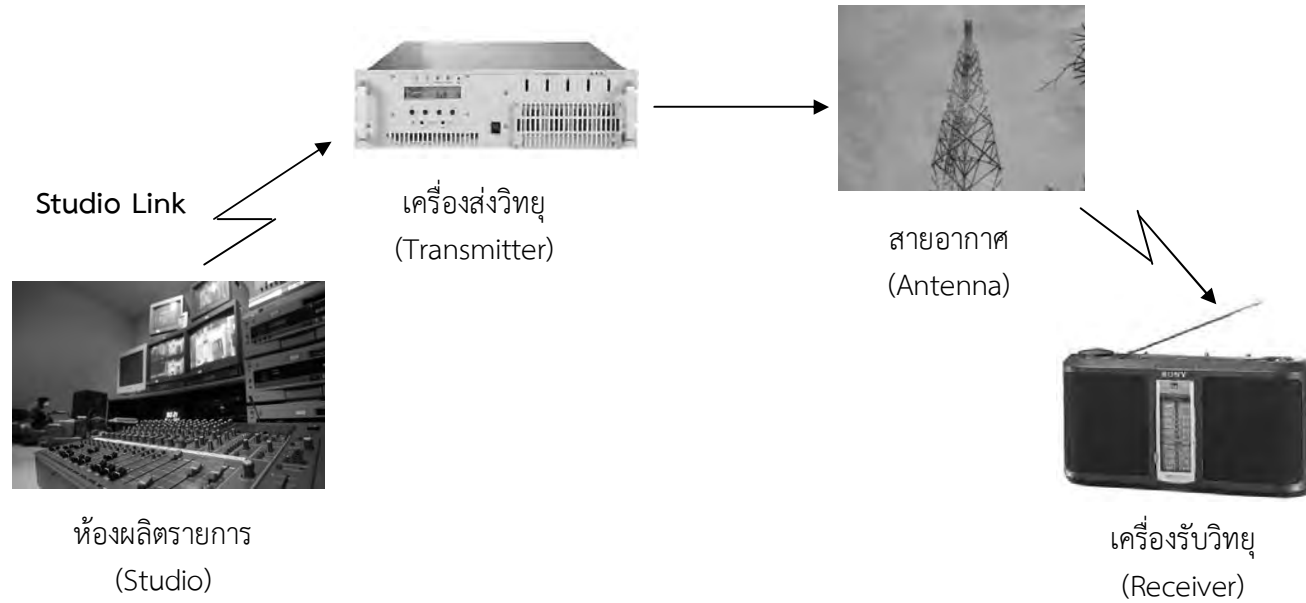 Studio Link
เครื่องส่งวิทยุ
(Transmitter)
สายอากาศ
(Antenna)
SONY
ห้องผลิตรายการ
(Studio)
เครื่องรับวิทยุ
(Receiver)